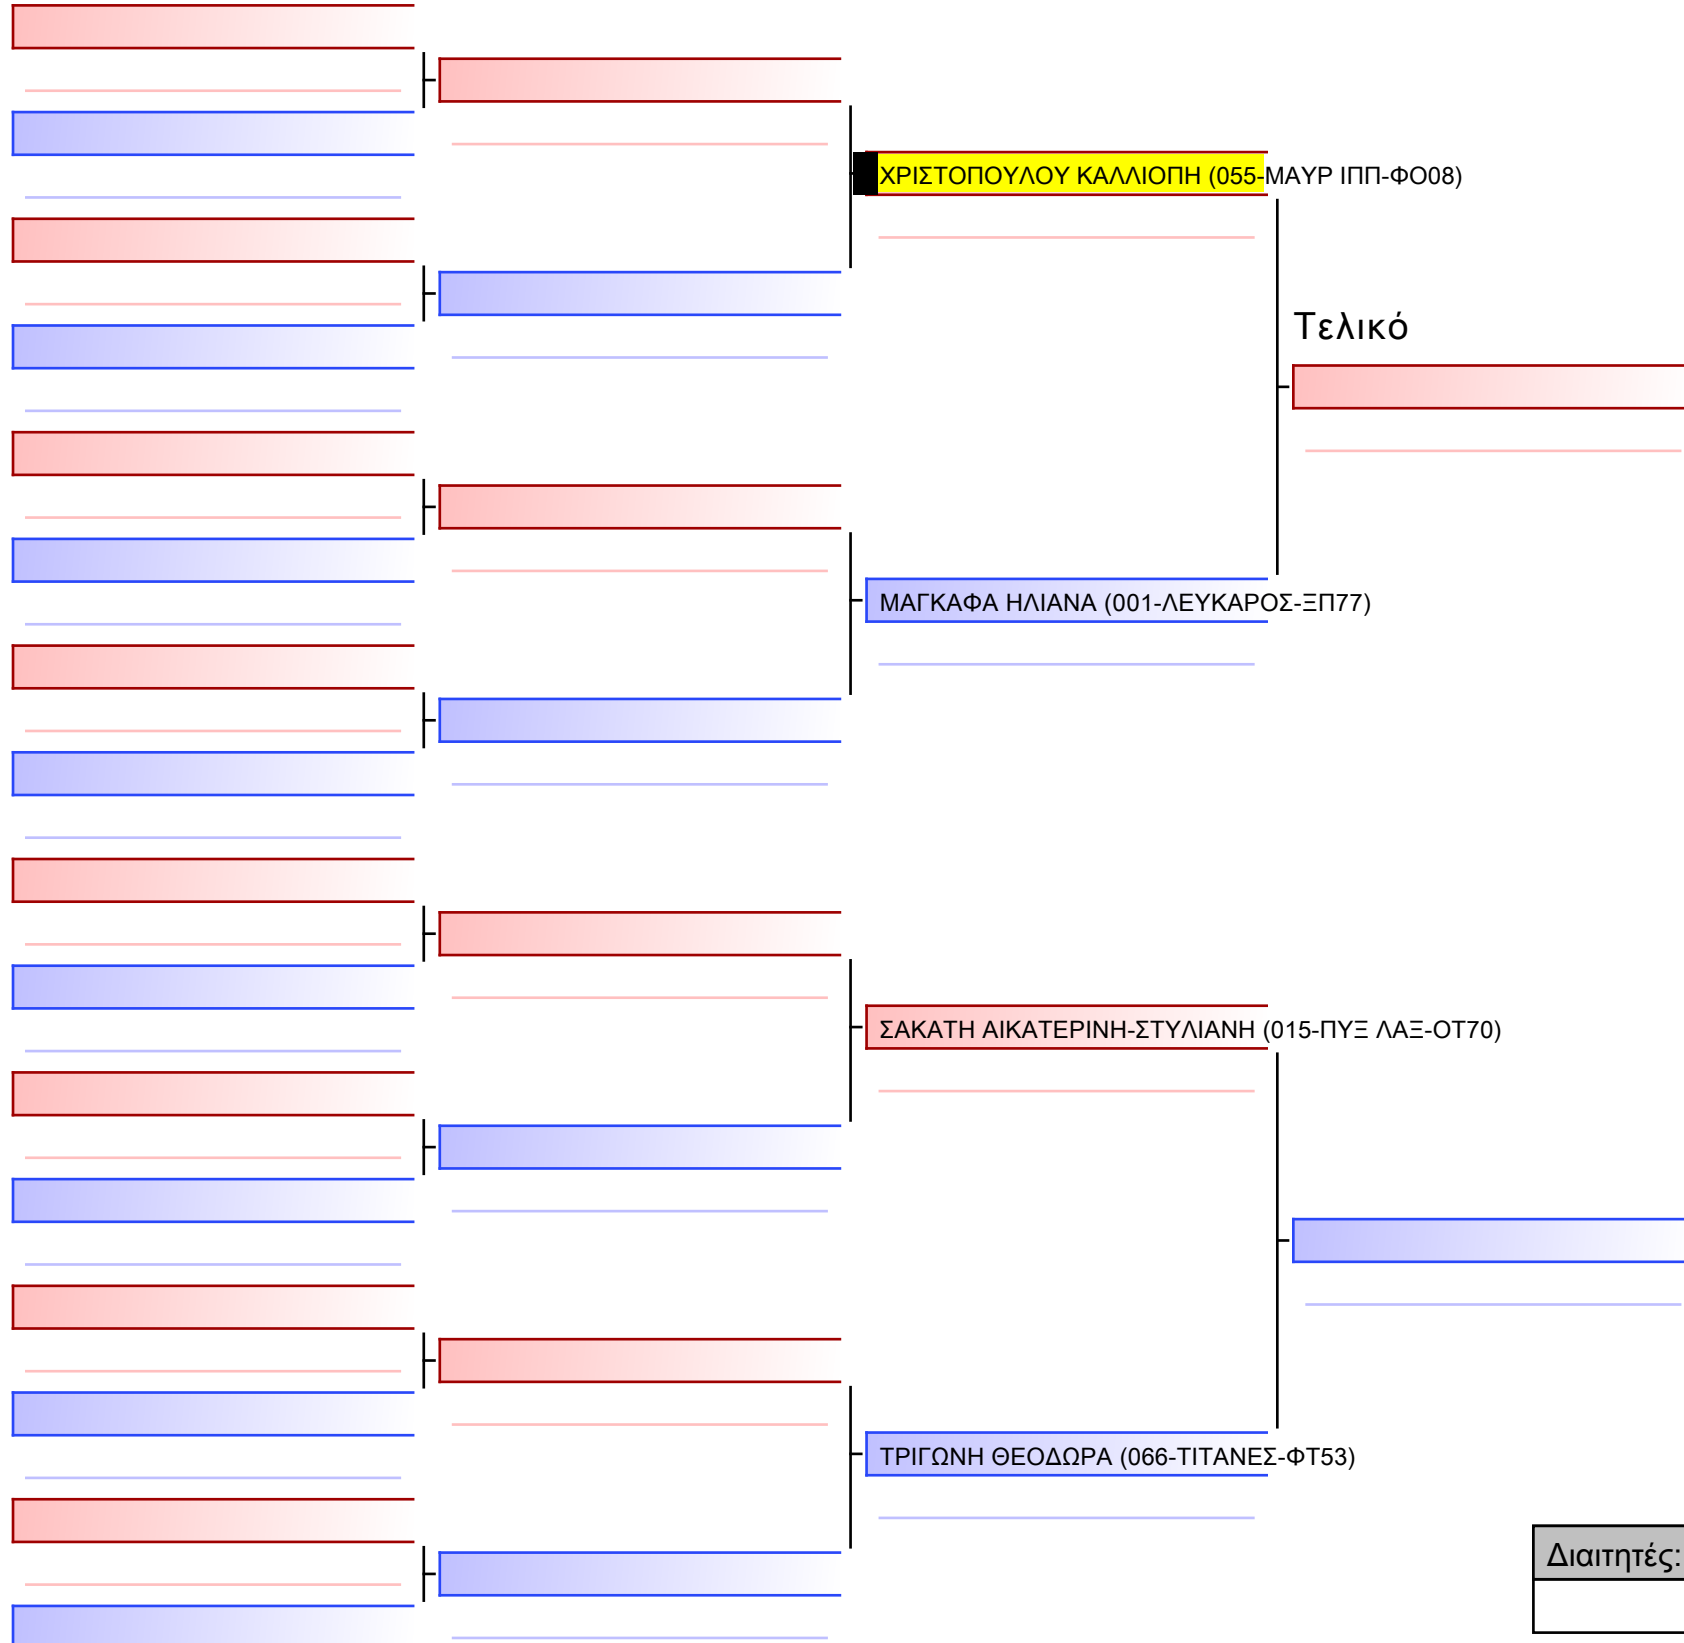 ΧΡΙΣΤΟΠΟΥΛΟΥ ΚΑΛΛΙΟΠΗ (055-ΜΑΥΡ ΙΠΠ-ΦΟ08)
Τελικό
ΜΑΓΚΑΦΑ ΗΛΙΑΝΑ (001-ΛΕΥΚΑΡΟΣ-ΞΠ77)
ΣΑΚΑΤΗ ΑΙΚΑΤΕΡΙΝΗ-ΣΤΥΛΙΑΝΗ (015-ΠΥΞ ΛΑΞ-ΟΤ70)
ΤΡΙΓΩΝΗ ΘΕΟΔΩΡΑ (066-ΤΙΤΑΝΕΣ-ΦΤ53)
Διαιτητές: